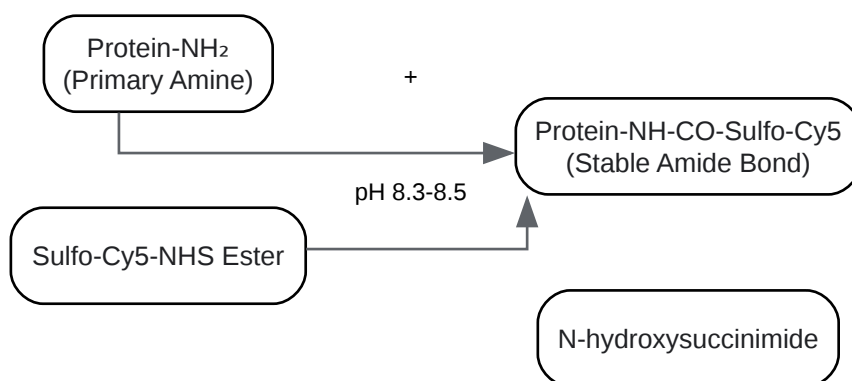 Protein-NH₂
(Primary Amine)
+
Protein-NH-CO-Sulfo-Cy5
(Stable Amide Bond)
pH 8.3-8.5
Sulfo-Cy5-NHS Ester
N-hydroxysuccinimide